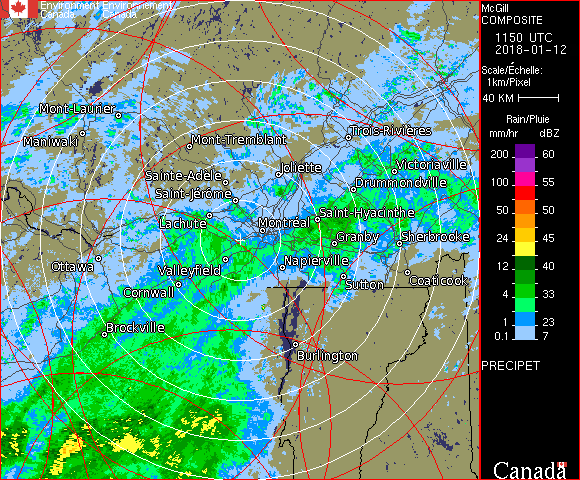 Environment Environnement
Canada Canada
Mont-Laurier
Maniwaki
Mont-Tremblant
Trois-Rivières
Joliette
Victoriaville
Sainte-Adèle
Drummondville
Saint-Jérôme
Saint-Hyacinthe
Lachute
Montréal
Granby
Sherbrooke
Ottawa
Valleyfield
Napierville
Coaticook
Sutton
Cornwall
Brockville
Burlington
McGill
COMPOSITE
1150 UTC
2018-01-12
Scale/Échelle:
1km/Pixel
40 KM
Rain/Pluie
mm/hr dBZ
200 60
100 55
50 50
24 45
12 40
4 33
2 23
0.1 7
PRECIPET
Canada